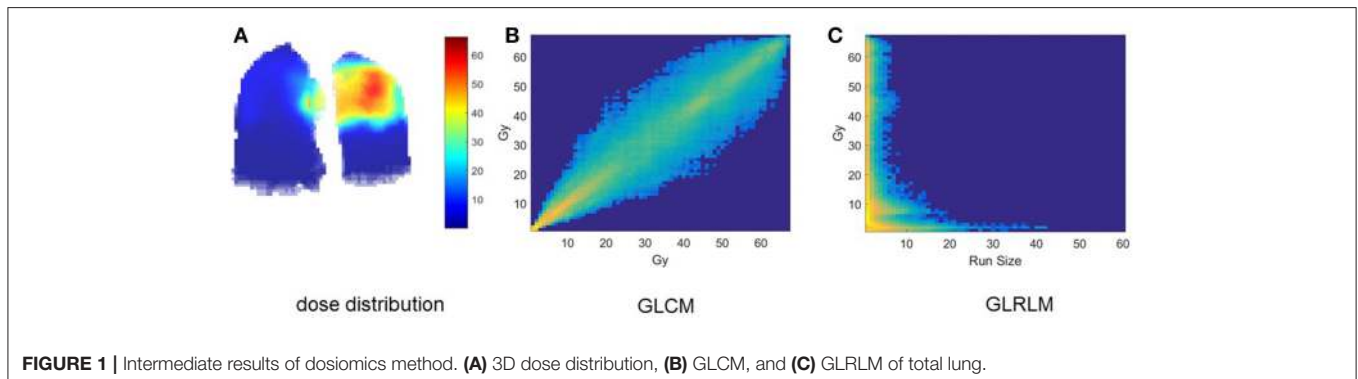 A
60
50
40
30
20
10
B
60
50
40
30
20
10
Gy
10 20 30 40 50 60
Gy
C
60
50
40
30
20
10
Gy
10 20 30 40 50 60
Run Size
dose distribution
GLCM
GLRLM
FIGURE 1 | Intermediate results of dosiomics method. (A) 3D dose distribution, (B) GLCM, and (C) GLRLM of total lung.